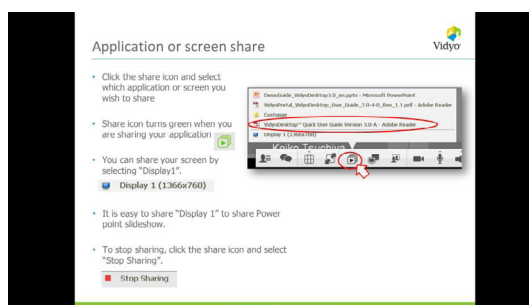 Application or screen share
Vidyo
• Click the share icon and select
which application or screen you
wish to share
• Share icon turns green when you
are sharing your application
• You can share your screen by
selecting "Display1".
Display 1 (1366x760)
• It is easy to share "Display 1" to share Power
point slideshow.
• To stop sharing, click the share icon and select
"Stop Sharing".
Stop Sharing
DemoGuide_VidyoDesktop3.0_en.pptx - Microsoft PowerPoint
VidyoPortal_VidyoDesktop_User_Guide_2.0-4-0_Rev_1.1.pdf - Adobe Reader
Customer
VidyoDesktop™ Quick User Guide Version 3.0-A - Adobe Reader
Display 1 (1366x760)
Keiko Tsuchiya